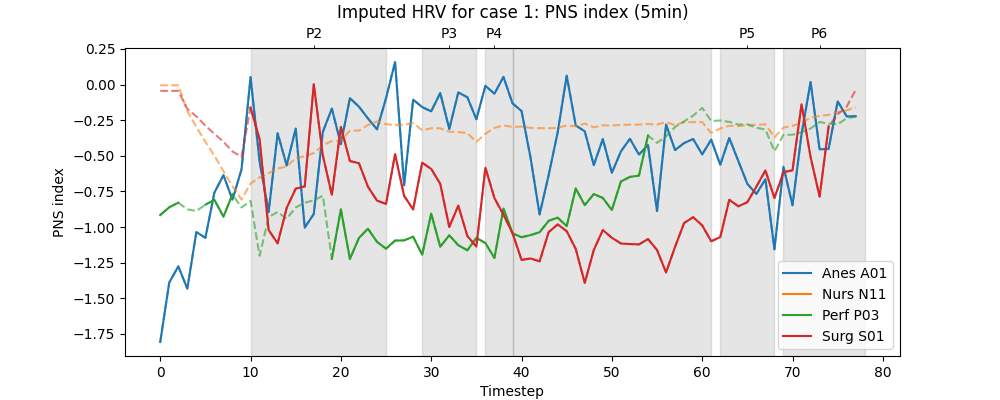 Imputed HRV for case 1: PNS index (5min)
P2 P3 P4 P5 P6
0.25
0.00
−0.25
−0.50
−0.75
−1.00
−1.25
−1.50
−1.75
PNS index
Anes A01
Nurs N11
Perf P03
Surg S01
0 10 20 30 40 50 60 70 80
Timestep